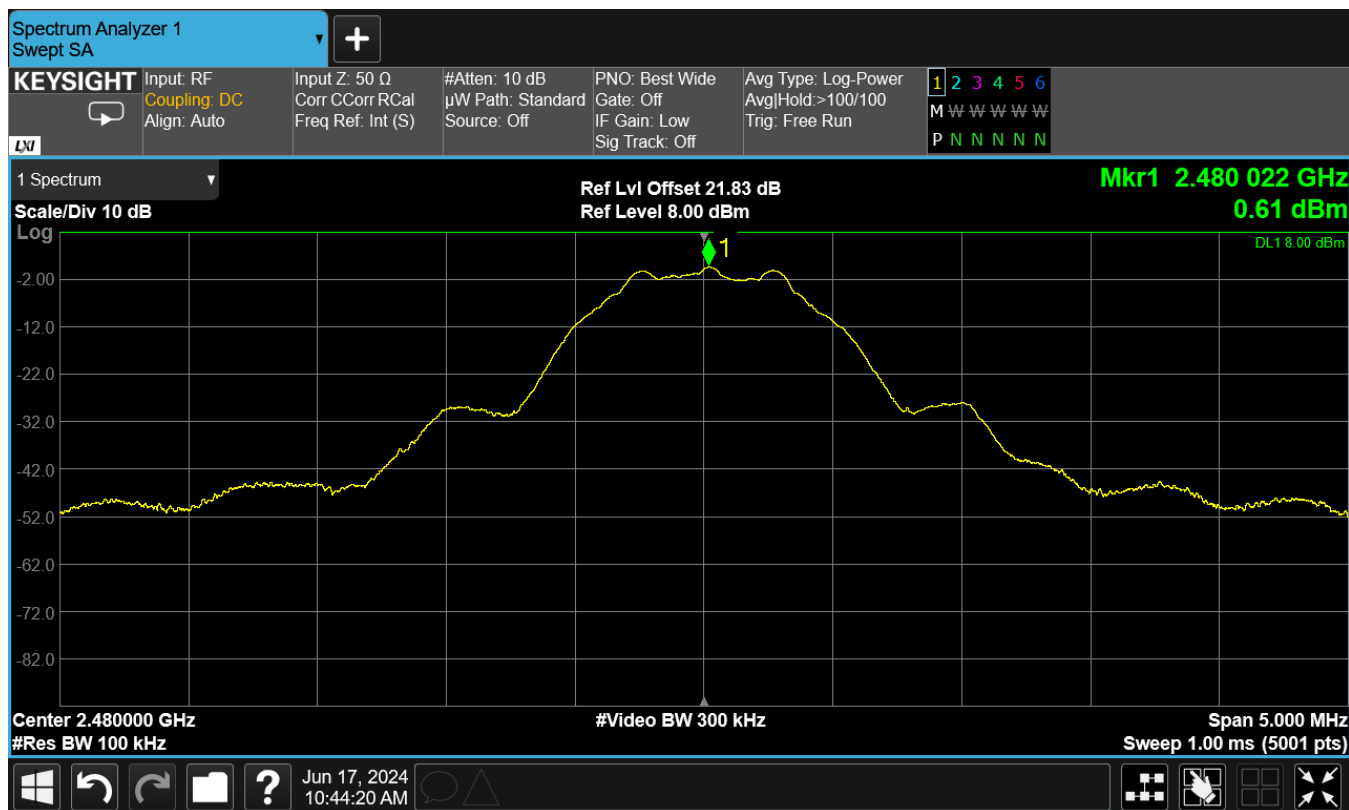 Spectrum Analyzer 1
Swept SA
KEYSIGHT
LXI
Input: RF
Coupling: DC
Align: Auto
Input Z: 50 Ω
Corr CCorr RCal
Freq Ref: Int (S)
#Atten: 10 dB
µW Path: Standard
Source: Off
PNO: Best Wide
Gate: Off
IF Gain: Low
Sig Track: Off
Avg Type: Log-Power
Avg|Hold:>100/100
Trig: Free Run
1 2 3 4 5 6
M W W W W W
P N N N N N
1 Spectrum
Scale/Div 10 dB
Log
Ref Lvl Offset 21.83 dB
Ref Level 8.00 dBm
Mkr1 2.480 022 GHz
0.61 dBm
DL1 8.00 dBm
1
-2.00
-12.0
-22.0
-32.0
-42.0
-52.0
-62.0
-72.0
-82.0
Center 2.480000 GHz
#Res BW 100 kHz
#Video BW 300 kHz
Span 5.000 MHz
Sweep 1.00 ms (5001 pts)
?
Jun 17, 2024
10:44:20 AM